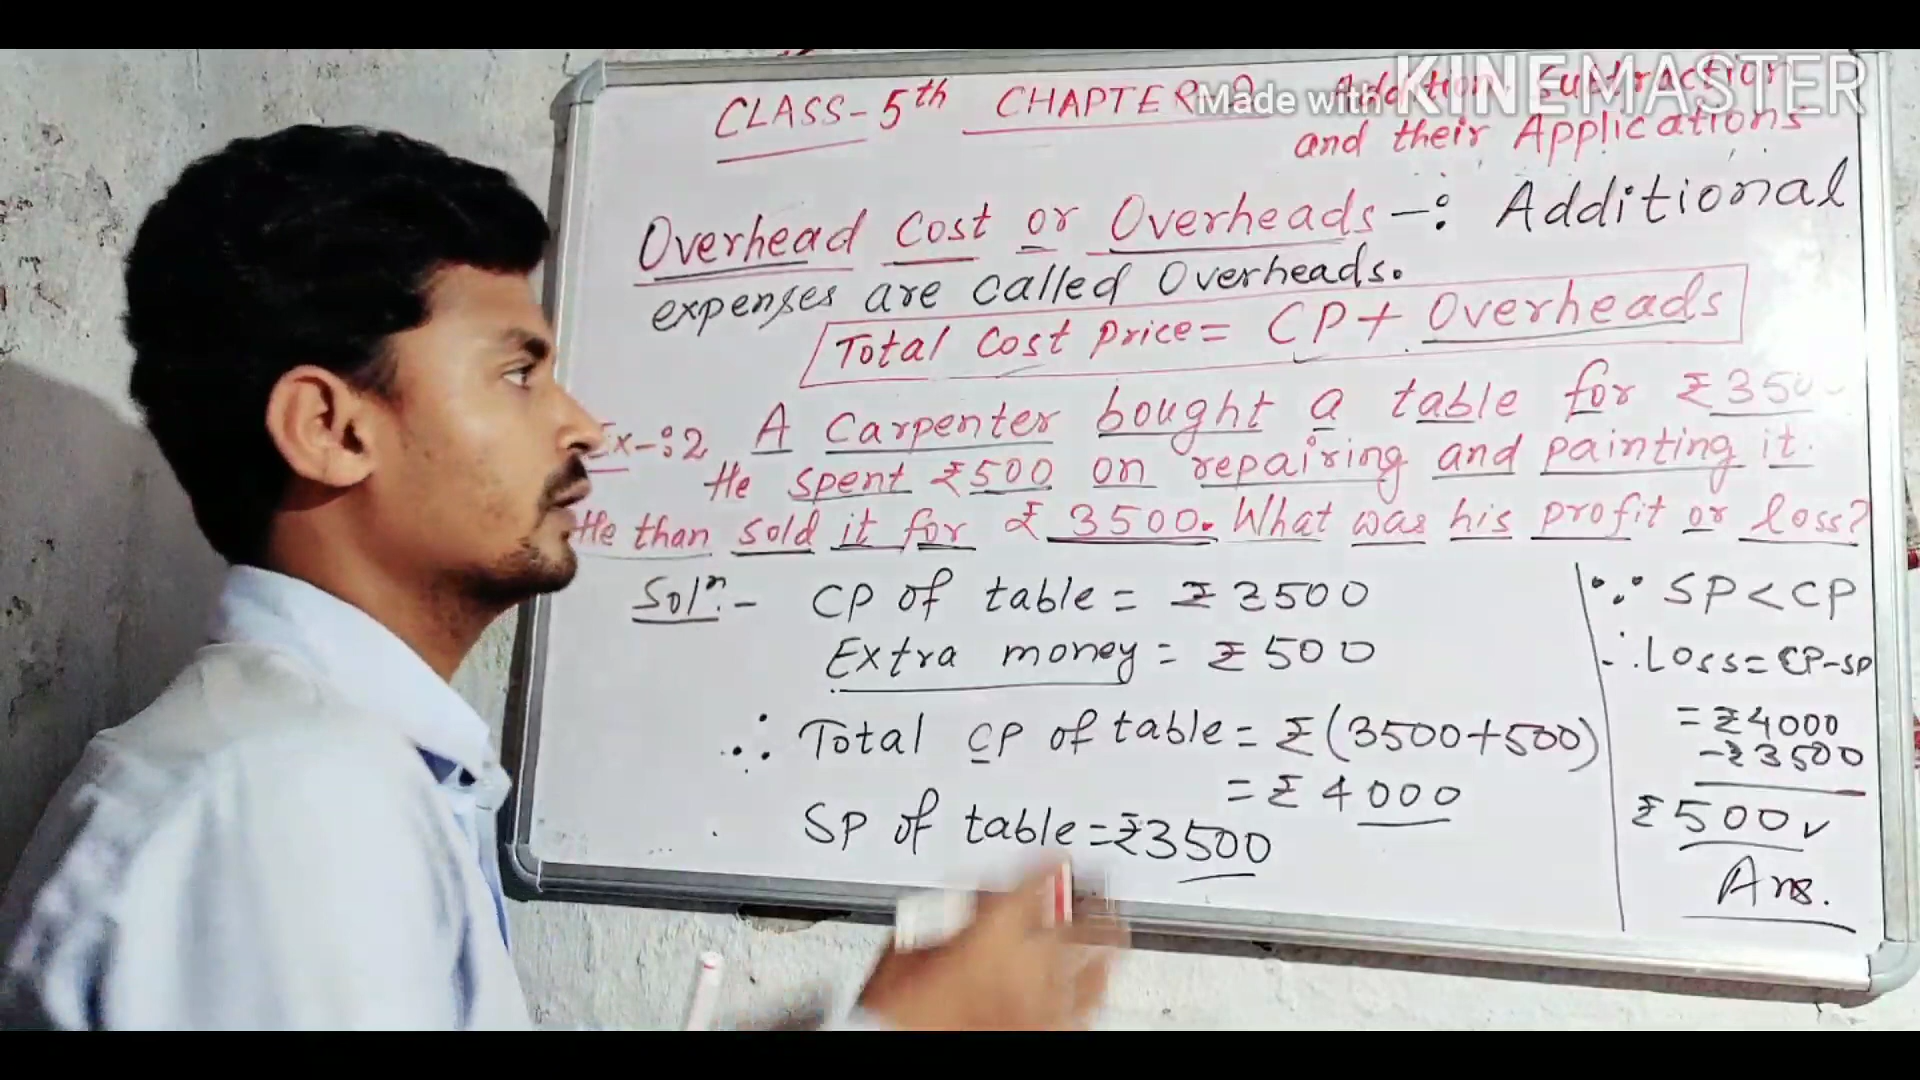 CLASS-5th CHAPTER Addition, Subtraction
and their Applications
Made with KINEMASTER
Overhead Cost or Overheads -: Additional
expenses are called Overheads.
Total Cost Price = CP + Overheads
Ex-:2 A Carpenter bought a table for ₹350
He spent ₹500 on repairing and painting it.
He than sold it for ₹ 3500. What was his profit or loss?
Solⁿ:- CP of table = ₹3500
Extra money = ₹500
∴ Total CP of table = ₹(3500+500)
= ₹4000
SP of table = ₹3500
∵ SP < CP
∴ Loss = CP-SP
= ₹4000
-₹3500
₹500 ✓
Ans.